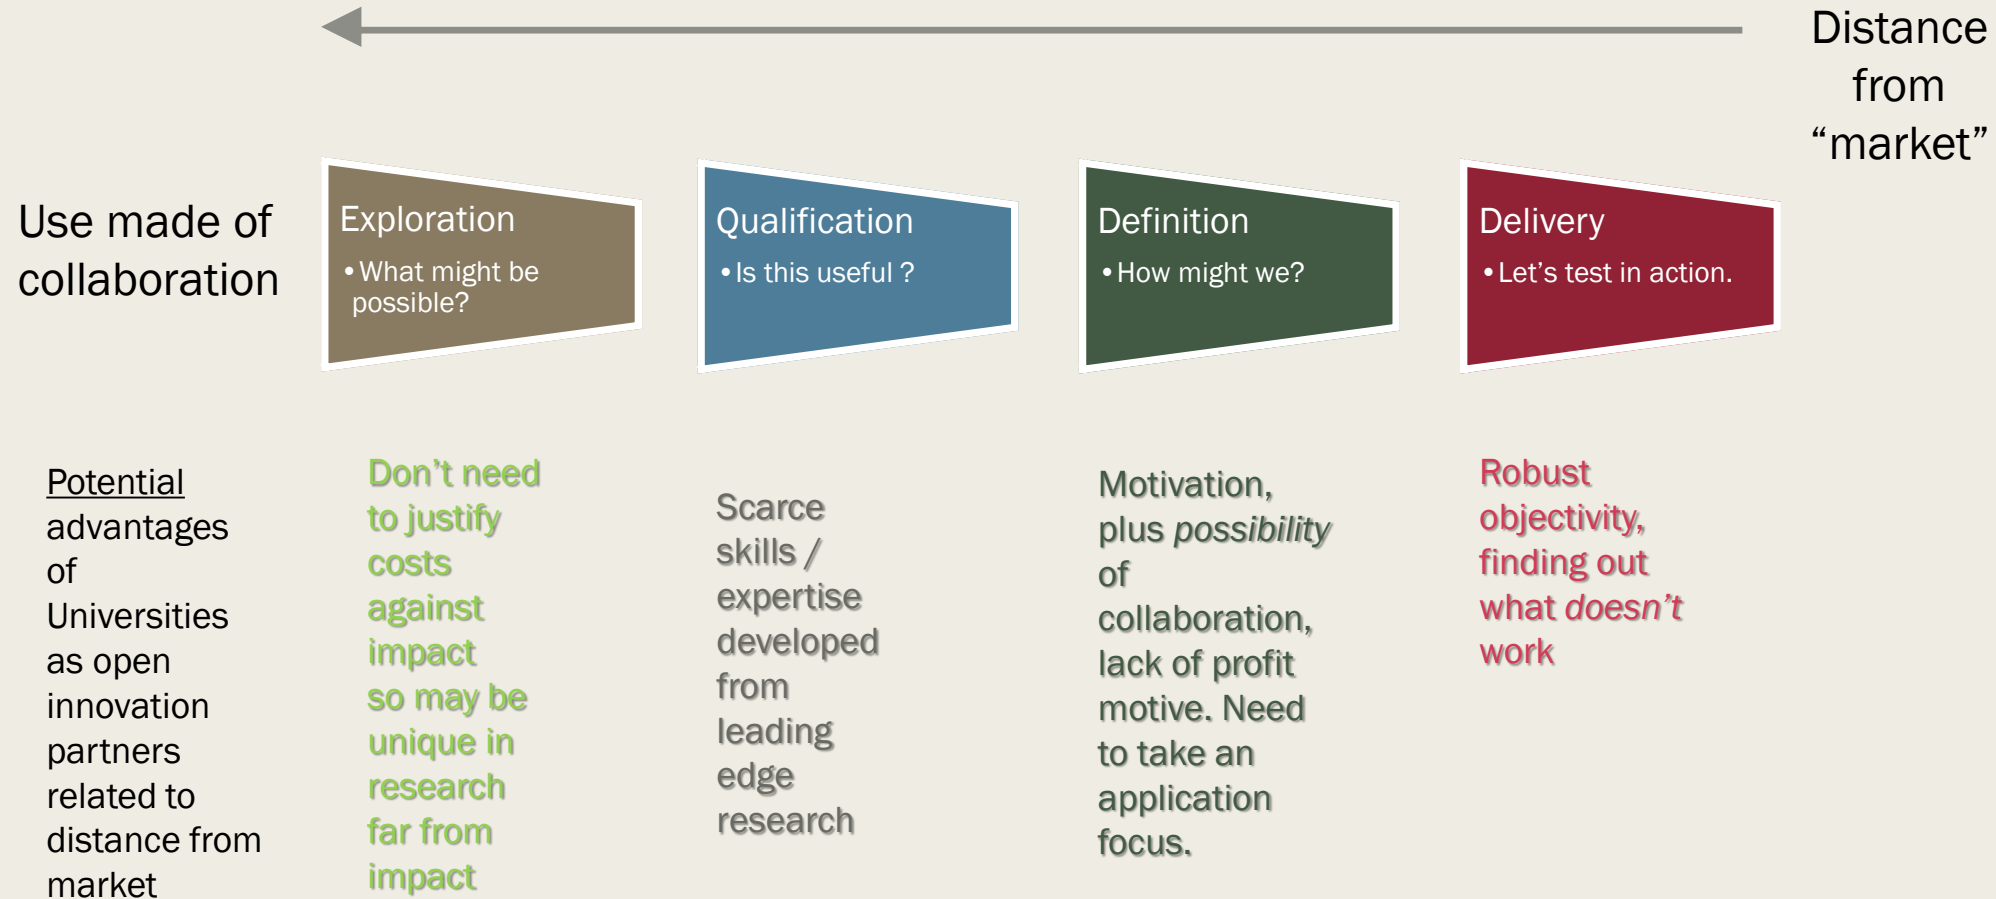 Distance
from
“market”
Use made of
collaboration
Exploration
•What might be
possible?
Qualification
•Is this useful ?
Definition
•How might we?
Delivery
•Let’s test in action.
Potential
advantages
of
Universities
as open
innovation
partners
related to
distance from
market
Don’t need
to justify
costs
against
impact
so may be
unique in
research
far from
impact
Scarce
skills /
expertise
developed
from
leading
edge
research
Motivation,
plus possibility
of
collaboration,
lack of profit
motive. Need
to take an
application
focus.
Robust
objectivity,
finding out
what doesn’t
work